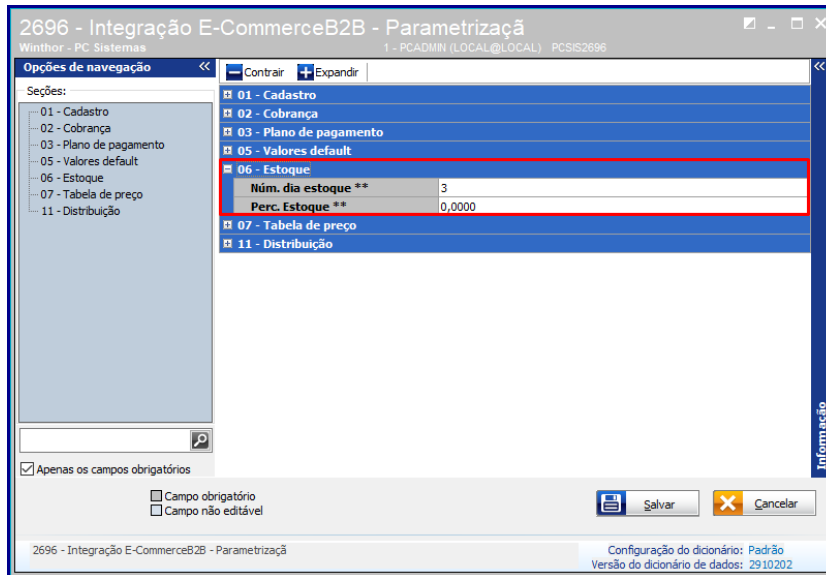 2696 - Integração E-CommerceB2B - Parametrizaçã
Winthor - PC Sistemas
1 - PCADMIN (LOCAL@LOCAL) PCSIS2696
Opções de navegação
Seções:
01 - Cadastro
02 - Cobrança
03 - Plano de pagamento
05 - Valores default
06 - Estoque
07 - Tabela de preço
11 - Distribuição
Apenas os campos obrigatórios
Contrair Expandir
01 - Cadastro
02 - Cobrança
03 - Plano de pagamento
05 - Valores default
06 - Estoque
Núm. dia estoque ** 3
Perc. Estoque ** 0,0000
07 - Tabela de preço
11 - Distribuição
Informação
Campo obrigatório
Campo não editável
Salvar
Cancelar
2696 - Integração E-CommerceB2B - Parametrizaçã
Configuração do dicionário: Padrão
Versão do dicionário de dados: 2910202